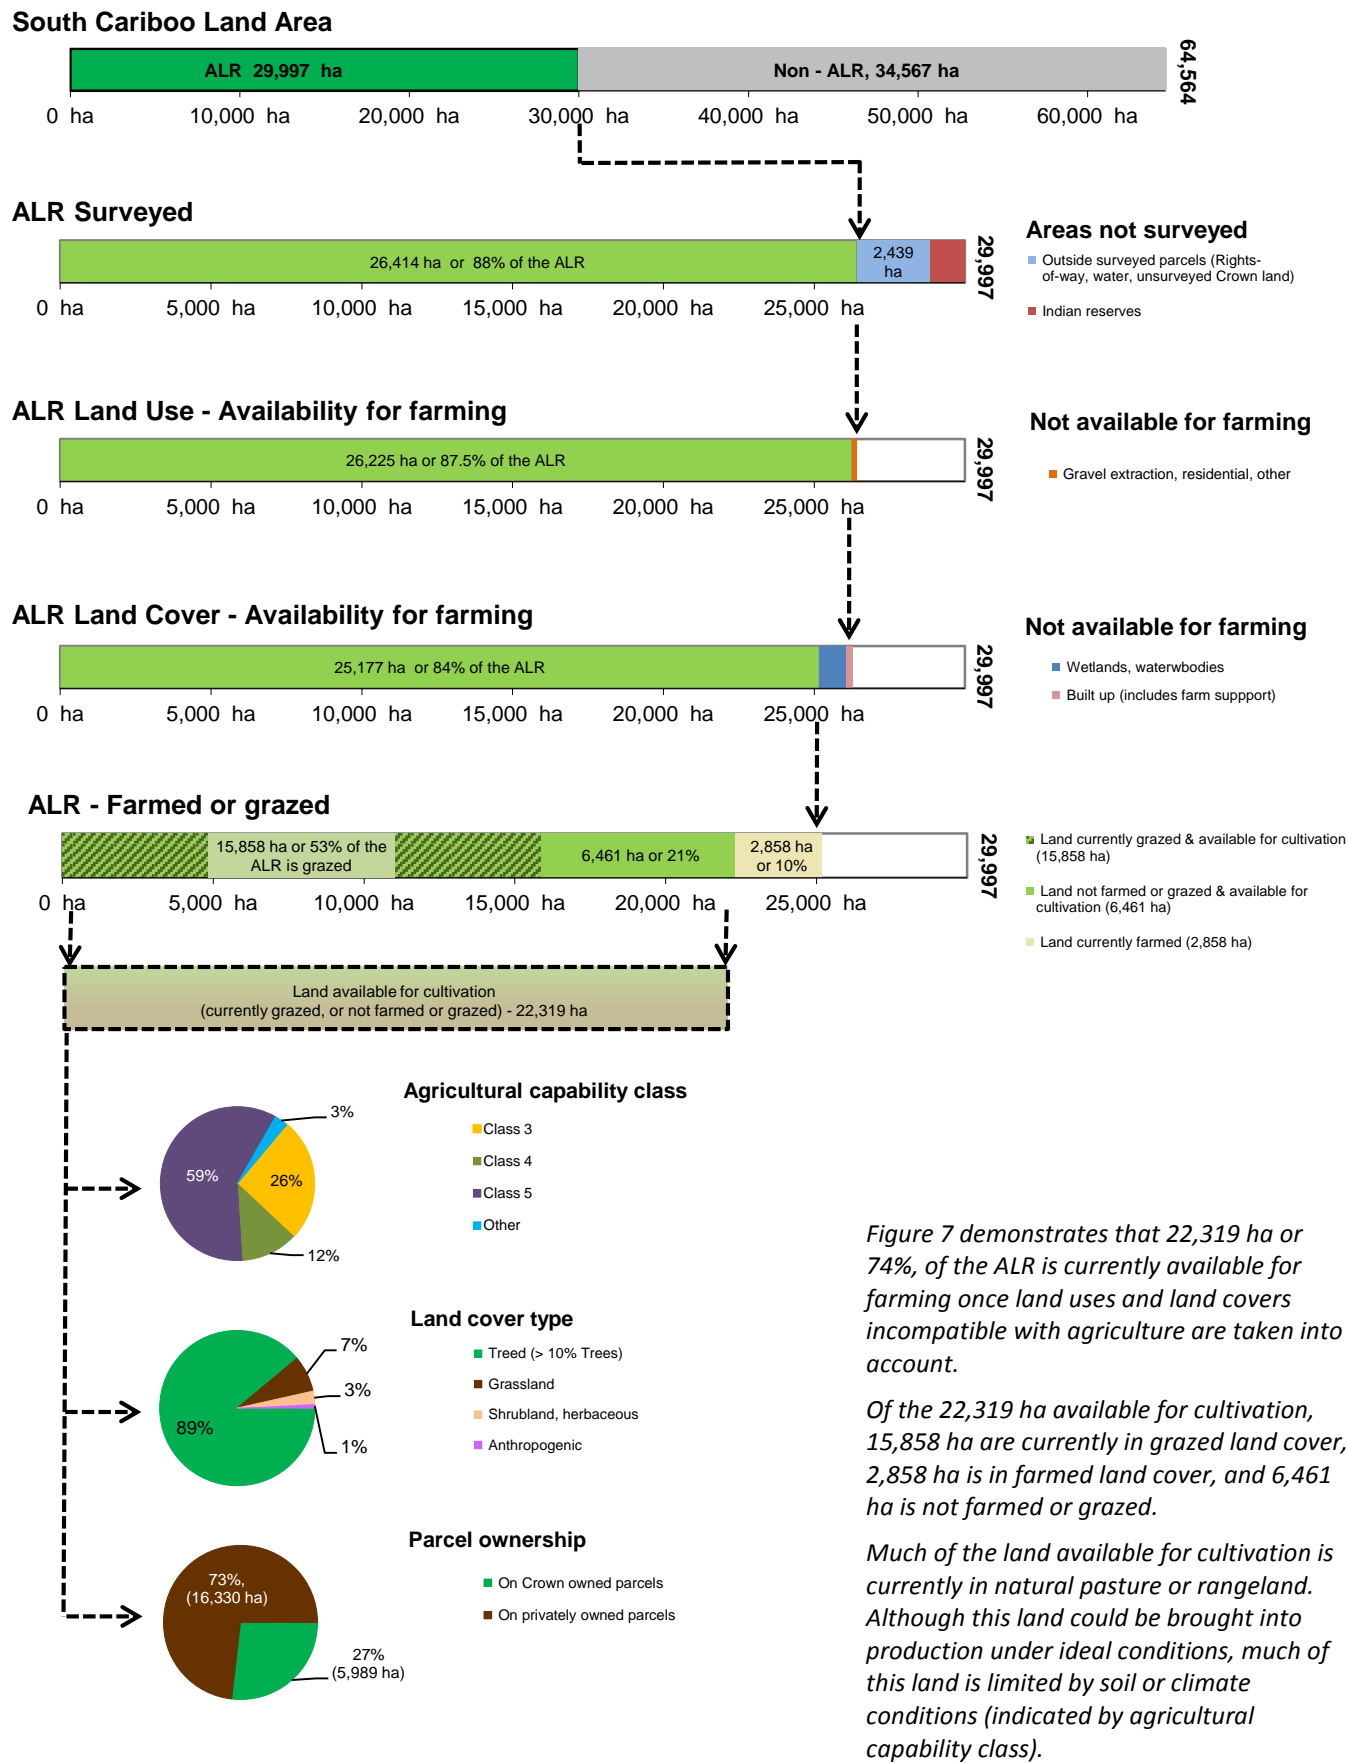 South Cariboo Land Area
ALR 29,997 ha
Non - ALR, 34,567 ha
64,564
0 ha
10,000 ha
20,000 ha
30,000 ha
40,000 ha
50,000 ha
60,000 ha
ALR Surveyed
26,414 ha or 88% of the ALR
2,439
ha
29,997
0 ha
5,000 ha
10,000 ha
15,000 ha
20,000 ha
25,000 ha
Areas not surveyed
Outside surveyed parcels (Rights-
of-way, water, unsurveyed Crown land)
Indian reserves
ALR Land Use - Availability for farming
26,225 ha or 87.5% of the ALR
29,997
0 ha
5,000 ha
10,000 ha
15,000 ha
20,000 ha
25,000 ha
Not available for farming
Gravel extraction, residential, other
ALR Land Cover - Availability for farming
25,177 ha or 84% of the ALR
29,997
0 ha
5,000 ha
10,000 ha
15,000 ha
20,000 ha
25,000 ha
Not available for farming
Wetlands, waterwbodies
Built up (includes farm suppport)
ALR - Farmed or grazed
15,858 ha or 53% of the
ALR is grazed
6,461 ha or 21%
2,858 ha
or 10%
29,997
0 ha
5,000 ha
10,000 ha
15,000 ha
20,000 ha
25,000 ha
Land currently grazed & available for cultivation
(15,858 ha)
Land not farmed or grazed & available for
cultivation (6,461 ha)
Land currently farmed (2,858 ha)
Land available for cultivation
(currently grazed, or not farmed or grazed) - 22,319 ha
Agricultural capability class
3%
59%
26%
12%
Class 3
Class 4
Class 5
Other
Land cover type
7%
3%
89%
1%
Treed (> 10% Trees)
Grassland
Shrubland, herbaceous
Anthropogenic
Parcel ownership
73%,
(16,330 ha)
27%
(5,989 ha)
On Crown owned parcels
On privately owned parcels
Figure 7 demonstrates that 22,319 ha or
74%, of the ALR is currently available for
farming once land uses and land covers
incompatible with agriculture are taken into
account.
Of the 22,319 ha available for cultivation,
15,858 ha are currently in grazed land cover,
2,858 ha is in farmed land cover, and 6,461
ha is not farmed or grazed.
Much of the land available for cultivation is
currently in natural pasture or rangeland.
Although this land could be brought into
production under ideal conditions, much of
this land is limited by soil or climate
conditions (indicated by agricultural
capability class).